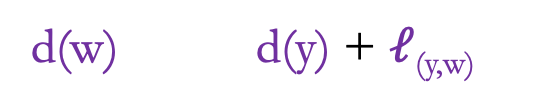 d(w) d(y) + ℓ(y,w)